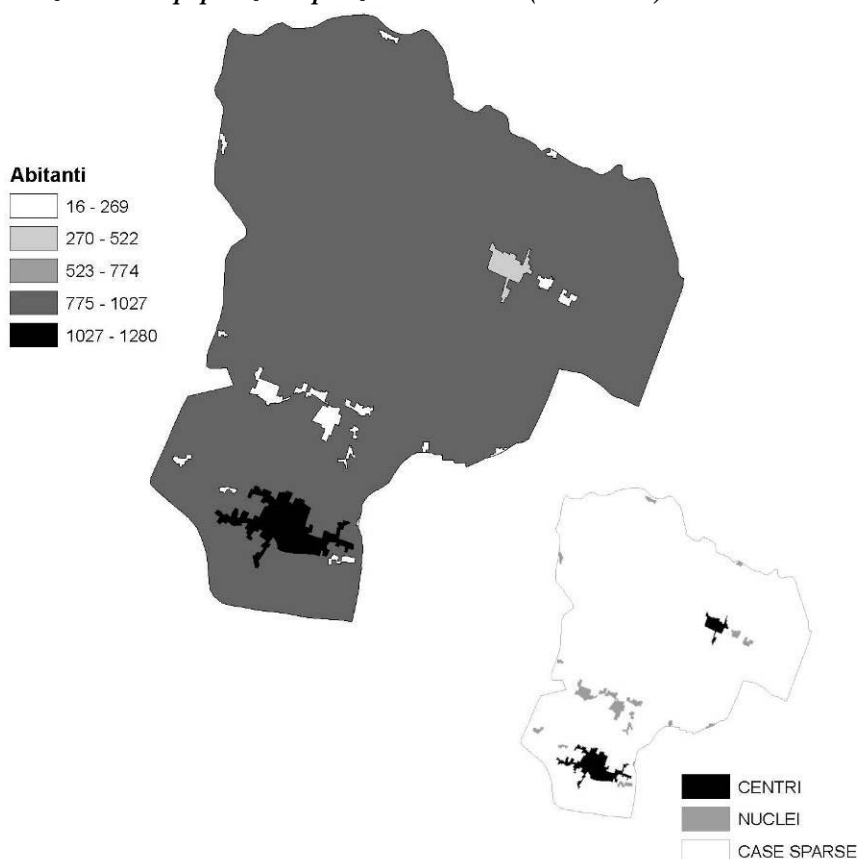 Abitanti
16 - 269
270 - 522
523 - 774
775 - 1027
1027 - 1280
CENTRI
NUCLEI
CASE SPARSE